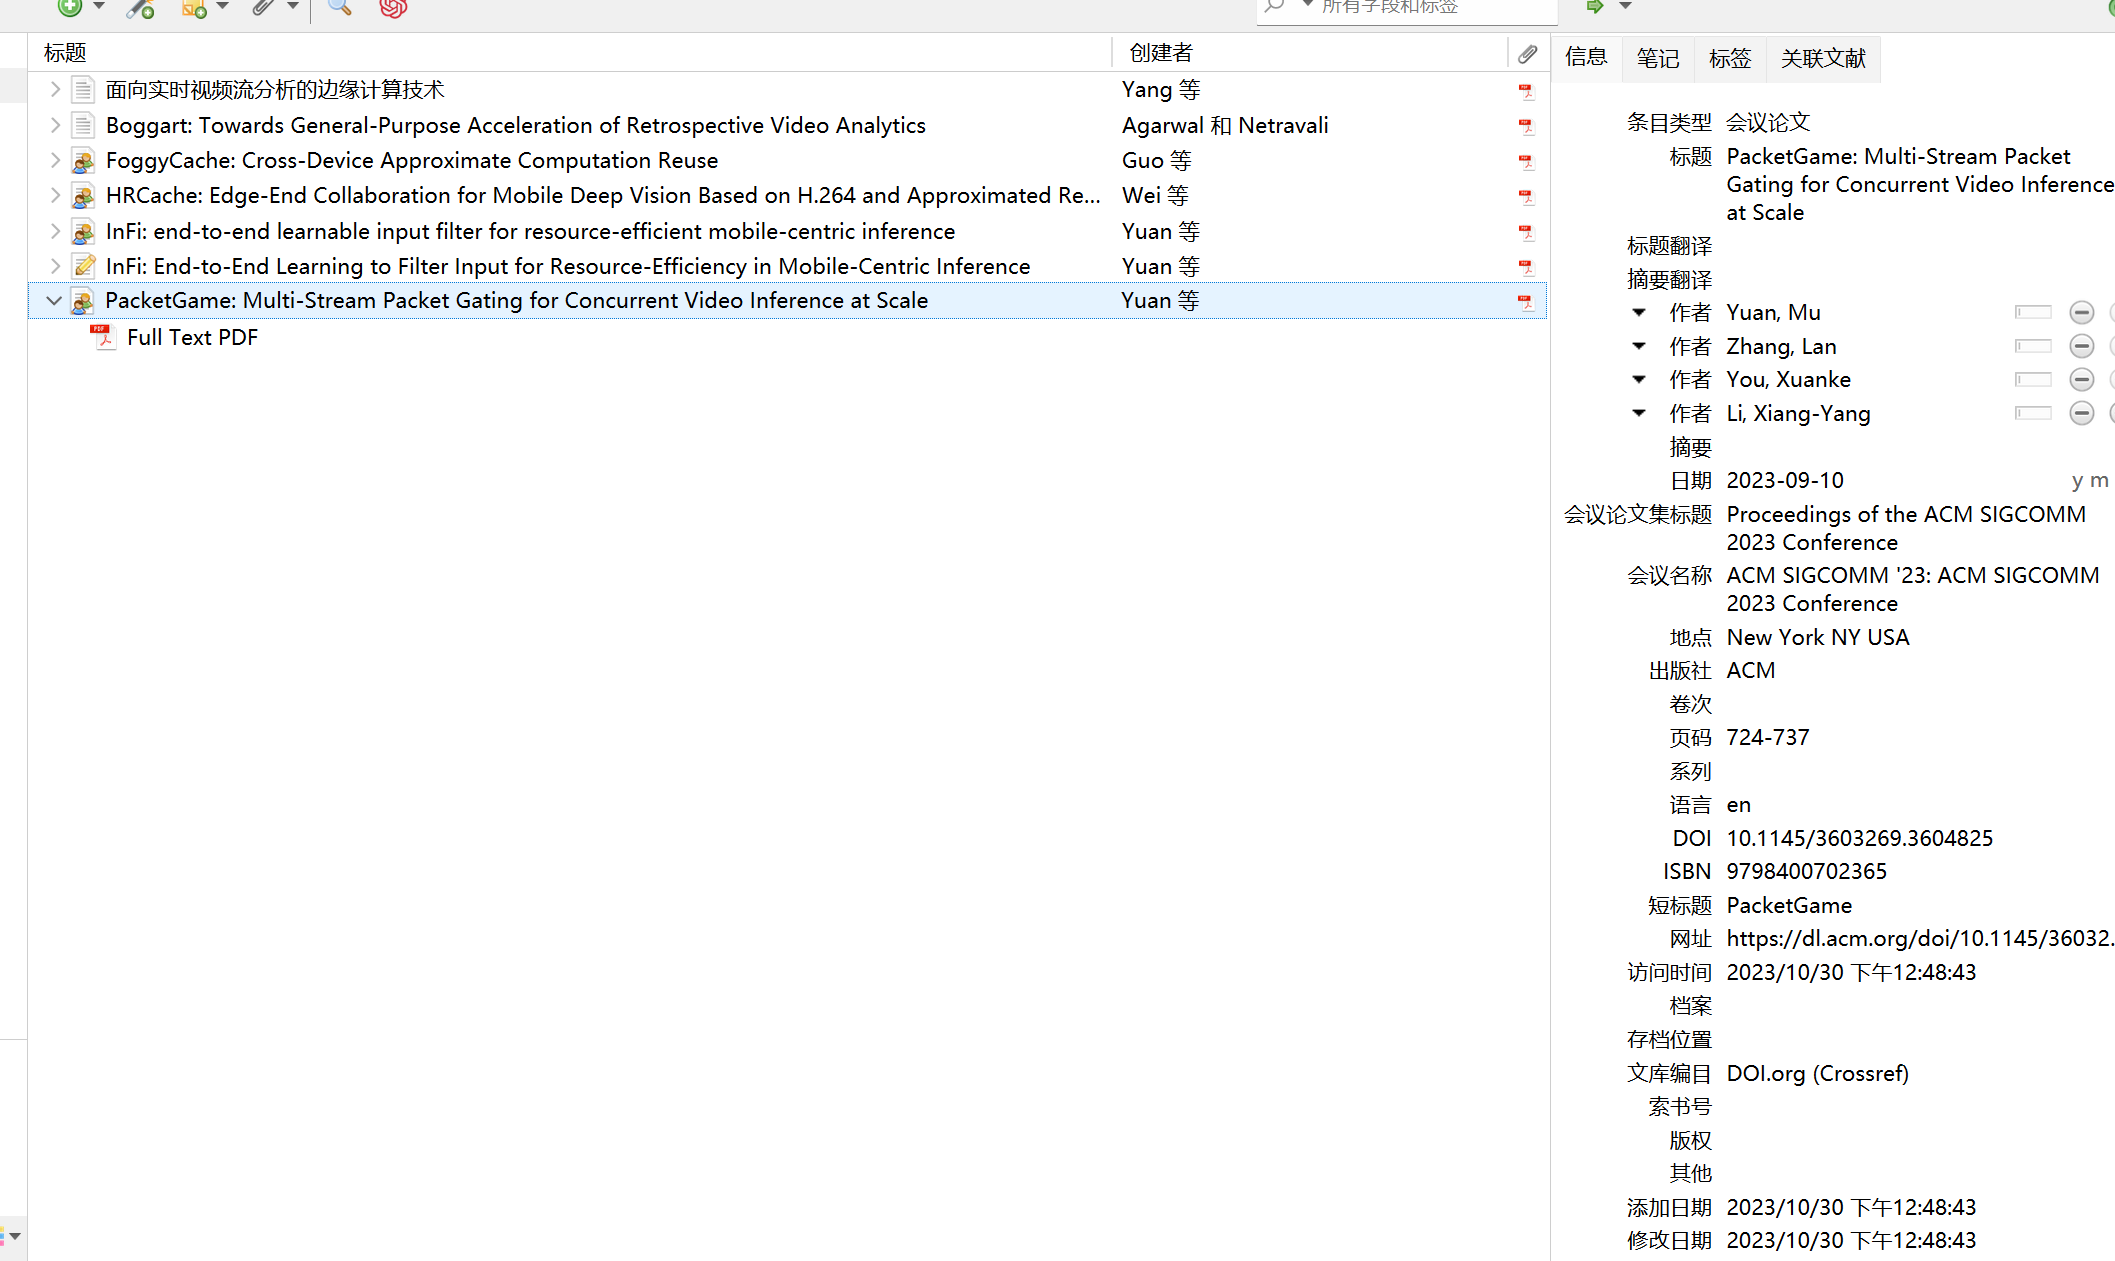 所有字段和标签
标题 创建者
面向实时视频流分析的边缘计算技术 Yang 等
Boggart: Towards General-Purpose Acceleration of Retrospective Video Analytics Agarwal 和 Netravali
FoggyCache: Cross-Device Approximate Computation Reuse Guo 等
HRCache: Edge-End Collaboration for Mobile Deep Vision Based on H.264 and Approximated Re... Wei 等
InFi: end-to-end learnable input filter for resource-efficient mobile-centric inference Yuan 等
InFi: End-to-End Learning to Filter Input for Resource-Efficiency in Mobile-Centric Inference Yuan 等
PacketGame: Multi-Stream Packet Gating for Concurrent Video Inference at Scale Yuan 等
Full Text PDF
信息 笔记 标签 关联文献
条目类型 会议论文
标题 PacketGame: Multi-Stream Packet
Gating for Concurrent Video Inference
at Scale
标题翻译
摘要翻译
作者 Yuan, Mu
作者 Zhang, Lan
作者 You, Xuanke
作者 Li, Xiang-Yang
摘要
日期 2023-09-10 y m
会议论文集标题 Proceedings of the ACM SIGCOMM
2023 Conference
会议名称 ACM SIGCOMM '23: ACM SIGCOMM
2023 Conference
地点 New York NY USA
出版社 ACM
卷次
页码 724-737
系列
语言 en
DOI 10.1145/3603269.3604825
ISBN 9798400702365
短标题 PacketGame
网址 https://dl.acm.org/doi/10.1145/36032.
访问时间 2023/10/30 下午12:48:43
档案
存档位置
文库编目 DOI.org (Crossref)
索书号
版权
其他
添加日期 2023/10/30 下午12:48:43
修改日期 2023/10/30 下午12:48:43